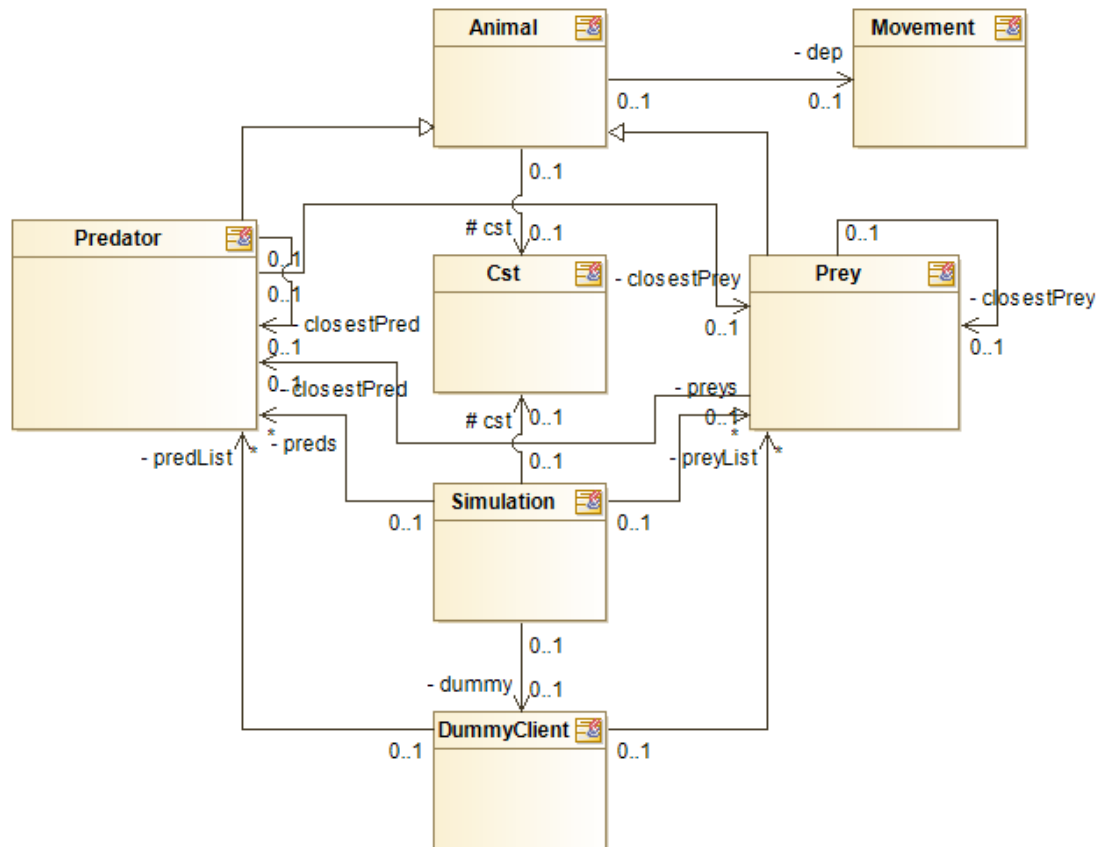 Animal
Movement
- dep
0..1
0..1
0..1
Predator
# cst
0..1
0..1
0..1
0..1
Cst
- closestPrey
Prey
- closestPrey
closestPred
0..1
0..1
0..1
0..1
- closestPred
- preys
# cst
0..1
0..1
*
- preds
*
*
*
- predList
- preyList
0..1
Simulation
0..1
0..1
0..1
- dummy
0..1
DummyClient
0..1
0..1